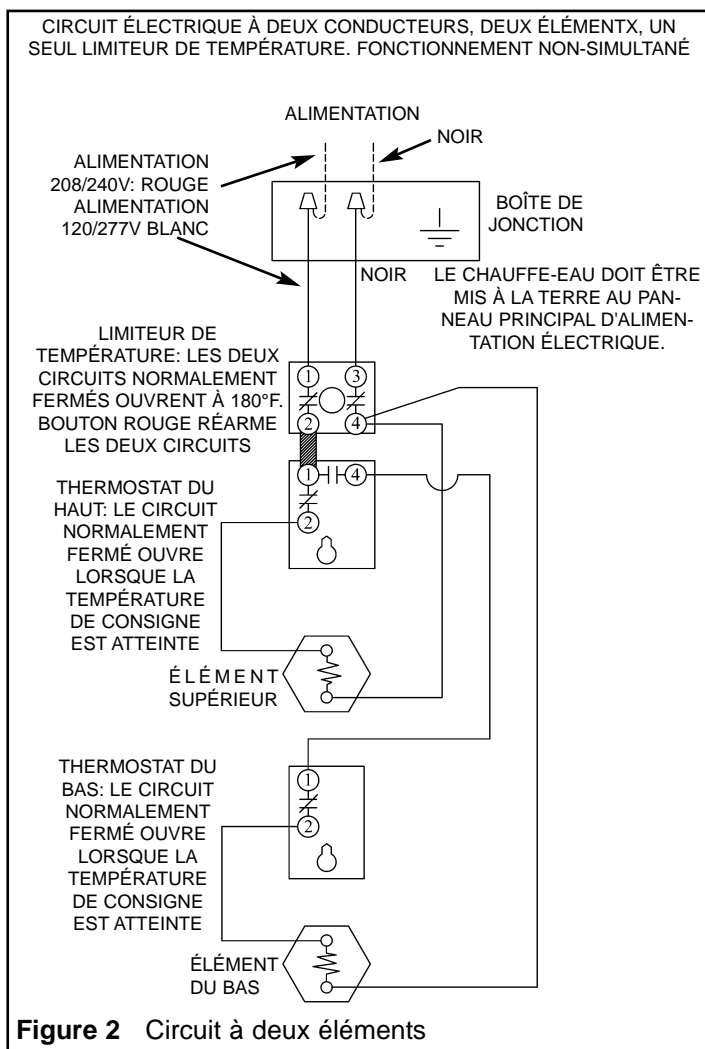 CIRCUIT ÉLECTRIQUE À DEUX CONDUCTEURS, DEUX ÉLÉMENTX, UN
SEUL LIMITEUR DE TEMPÉRATURE. FONCTIONNEMENT NON-SIMULTANÉ
ALIMENTATION
NOIR
ALIMENTATION
208/240V: ROUGE
ALIMENTATION
120/277V BLANC
BOÎTE DE
JONCTION
NOIR
LE CHAUFFE-EAU DOIT ÊTRE
MIS À LA TERRE AU PAN-
NEAU PRINCIPAL D'ALIMEN-
TATION ÉLECTRIQUE.
LIMITEUR DE
TEMPÉRATURE: LES DEUX
CIRCUITS NORMALEMENT
FERMÉS OUVRENT À 180°F.
BOUTON ROUGE RÉARME
LES DEUX CIRCUITS
1 3
2 4
1 4
2
THERMOSTAT DU
HAUT: LE CIRCUIT
NORMALEMENT
FERMÉ OUVRE
LORSQUE LA
TEMPÉRATURE
DE CONSIGNE
EST ATTEINTE
ÉLÉMENT
SUPÉRIEUR
THERMOSTAT DU
BAS: LE CIRCUIT
NORMALEMENT
FERMÉ OUVRE
LORSQUE LA
TEMPÉRATURE
DE CONSIGNE
EST ATTEINTE
1
2
ÉLÉMENT
DU BAS
Figure 2 Circuit à deux éléments